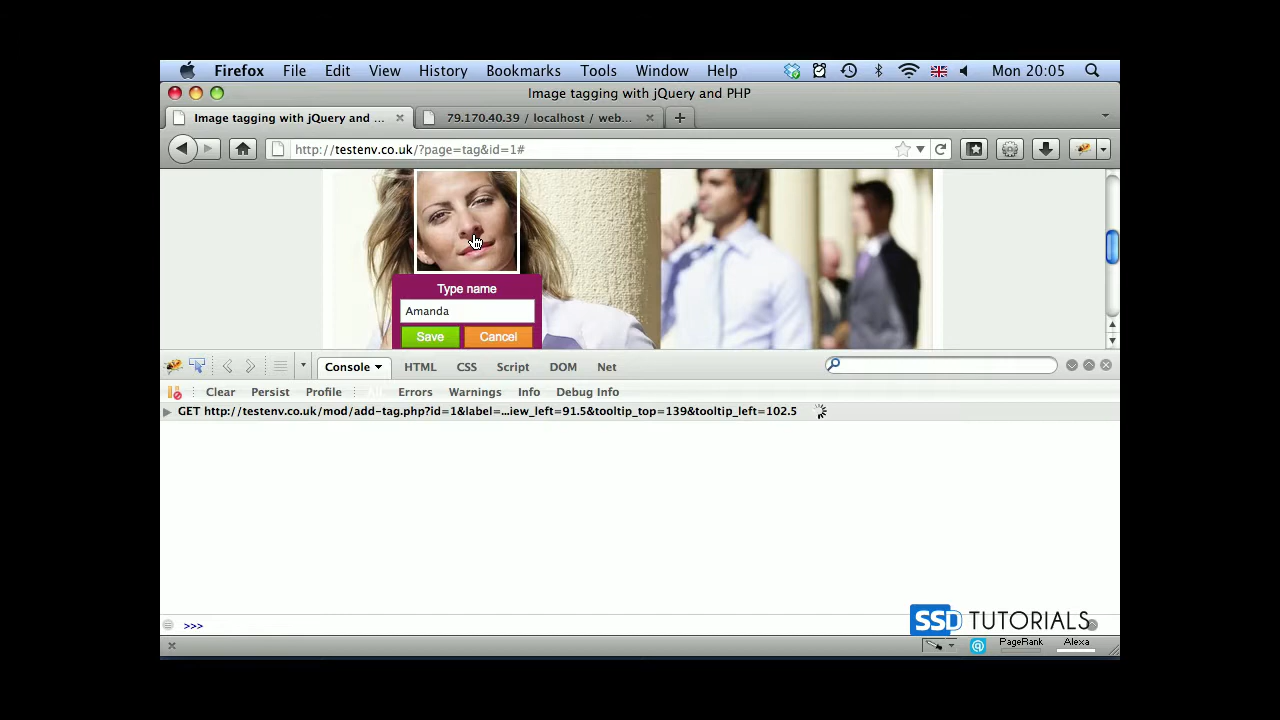 Firefox File Edit View History Bookmarks Tools Window Help Mon 20:05
Image tagging with jQuery and PHP
Image tagging with jQuery and ... 79.170.40.39 / localhost / web...
http://testenv.co.uk/?page=tag&id=1#
Type name
Amanda
Save Cancel
Console HTML CSS Script DOM Net
Clear Persist Profile All Errors Warnings Info Debug Info
GET http://testenv.co.uk/mod/add-tag.php?id=1&label=...iew_left=91.5&tooltip_top=139&tooltip_left=102.5
>>>
SSD TUTORIALS
PageRank Alexa